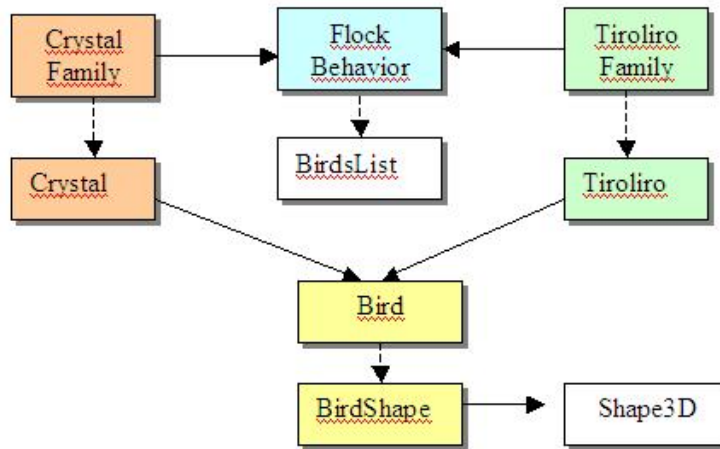 Crystal
Family
Flock
Behavior
Tiroliro
Family
Crystal
BirdsList
Tiroliro
Bird
BirdShape
Shape3D